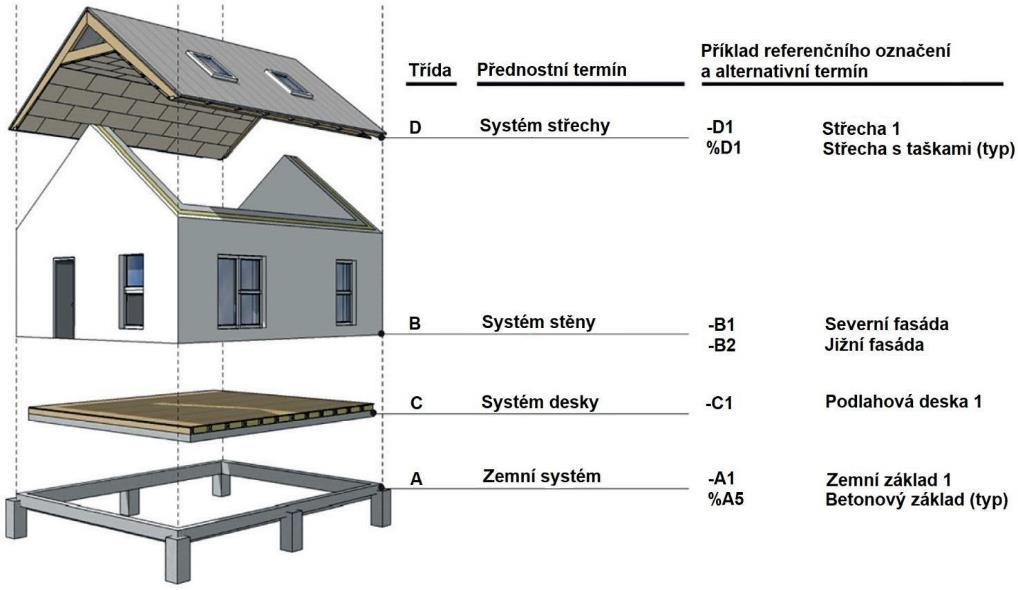 Třída Přednostní termín Příklad referenčního označení
a alternativní termín
D Systém střechy -D1 Střecha 1
%D1 Střecha s taškami (typ)
B Systém stěny -B1 Severní fasáda
-B2 Jižní fasáda
C Systém desky -C1 Podlahová deska 1
A Zemní systém -A1 Zemní základ 1
%A5 Betonový základ (typ)